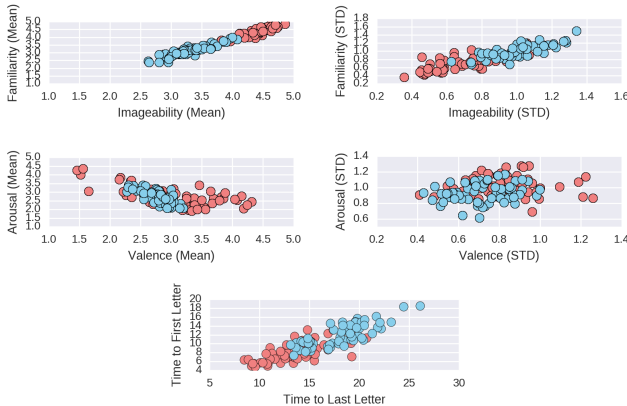 5.0
4.5
4.0
3.5
3.0
2.5
2.0
1.5
1.0
Familiarity (Mean)
1.0 1.5 2.0 2.5 3.0 3.5 4.0 4.5 5.0
Imageability (Mean)
1.8
1.6
1.4
1.2
1.0
0.8
0.6
0.4
0.2
Familiarity (STD)
0.2 0.4 0.6 0.8 1.0 1.2 1.4 1.6
Imageability (STD)
5.0
4.5
4.0
3.5
3.0
2.5
2.0
1.5
1.0
Arousal (Mean)
1.0 1.5 2.0 2.5 3.0 3.5 4.0 4.5 5.0
Valence (Mean)
1.4
1.2
1.0
0.8
0.6
Arousal (STD)
0.2 0.4 0.6 0.8 1.0 1.2 1.4
Valence (STD)
20
18
16
14
12
10
8
6
4
Time to First Letter
5 10 15 20 25 30
Time to Last Letter